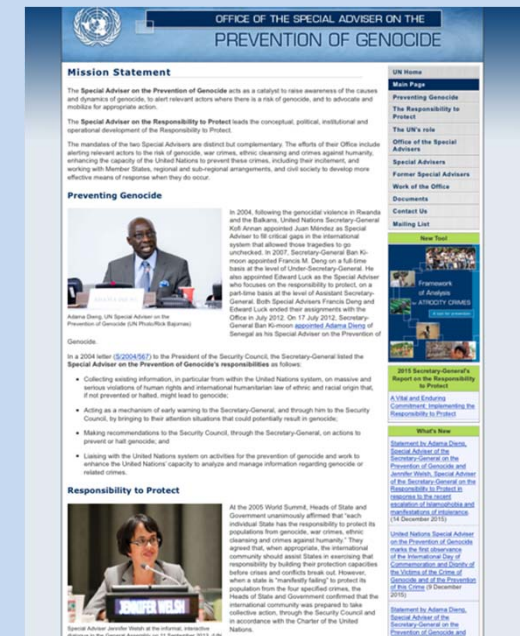 OFFICE OF THE SPECIAL ADVISER ON THE
PREVENTION OF GENOCIDE
Mission Statement
The Special Adviser on the Prevention of Genocide acts as a catalyst to raise awareness of the causes
and dynamics of genocide, to alert relevant actors where there is a risk of genocide, and to advocate and
mobilize for appropriate action.
The Special Adviser on the Responsibility to Protect leads the conceptual, political, institutional and
operational development of the Responsibility to Protect.
The mandates of the two Special Advisers are distinct but complementary. The efforts of their Office include
alerting relevant actors to the risk of genocide, war crimes, ethnic cleansing and crimes against humanity,
enhancing the capacity of the United Nations to prevent these crimes, including their incitement, and
working with Member States, regional and sub-regional arrangements, and civil society to develop more
effective means of response when they do occur.
Preventing Genocide
In 2004, following the genocidal violence in Rwanda
and the Balkans, United Nations Secretary-General
Kofi Annan appointed Juan Méndez as Special
Adviser to fill critical gaps in the international
system that allowed those tragedies to go
unchecked. In 2007, Secretary-General Ban Ki-
moon appointed Francis M. Deng on a full-time
basis at the level of Under-Secretary-General. He
also appointed Edward Luck as the Special Adviser
who focuses on the responsibility to protect, on a
part-time basis at the level of Assistant Secretary-
General. Both Special Advisers Francis Deng and
Edward Luck ended their assignments with the
Office in July 2012. On 17 July 2012, Secretary-
General Ban Ki-moon appointed Adama Dieng of
Senegal as his Special Adviser on the Prevention of
Genocide.
Adama Dieng, UN Special Adviser on the
Prevention of Genocide (UN Photo/Rick Bajornas)
In a 2004 letter (S/2004/567) to the President of the Security Council, the Secretary-General listed the
Special Adviser on the Prevention of Genocide's responsibilities as follows:
• Collecting existing information, in particular from within the United Nations system, on massive and
serious violations of human rights and international humanitarian law of ethnic and racial origin that,
if not prevented or halted, might lead to genocide;
• Acting as a mechanism of early warning to the Secretary-General, and through him to the Security
Council, by bringing to their attention situations that could potentially result in genocide;
• Making recommendations to the Security Council, through the Secretary-General, on actions to
prevent or halt genocide; and
• Liaising with the United Nations system on activities for the prevention of genocide and work to
enhance the United Nations' capacity to analyze and manage information regarding genocide or
related crimes.
Responsibility to Protect
At the 2005 World Summit, Heads of State and
Government unanimously affirmed that "each
individual State has the responsibility to protect its
populations from genocide, war crimes, ethnic
cleansing and crimes against humanity." They
agreed that, when appropriate, the international
community should assist States in exercising that
responsibility by building their protection capacities
before crises and conflicts break out. However,
when a state is "manifestly failing" to protect its
population from the four specified crimes, the
Heads of State and Government confirmed that the
international community was prepared to take
collective action, through the Security Council and
in accordance with the Charter of the United
Nations.
JENNIFER WELSH
Special Adviser Jennifer Welsh at the informal, interactive
UN Home
Main Page
Preventing Genocide
The Responsibility to
Protect
The UN's role
Office of the Special
Advisers
Special Advisers
Former Special Advisers
Work of the Office
Documents
Contact Us
Mailing List
New Tool
Framework
of Analysis
for ATROCITY CRIMES
2015 Secretary-General's
Report on the Responsibility
to Protect
A Vital and Enduring
Commitment: Implementing the
Responsibility to Protect
What's New
Statement by Adama Dieng,
Special Adviser of the
Secretary-General on the
Prevention of Genocide and
Jennifer Welsh, Special Adviser
of the Secretary-General on the
Responsibility to Protect in
response to the recent
escalation of Islamophobia and
manifestations of intolerance.
(14 December 2015)
United Nations Special Adviser
on the Prevention of Genocide
marks the first observance
of the International Day of
Commemoration and Dignity of
the Victims of the Crime of
Genocide and of the Prevention
of this Crime (9 December
2015)
Statement by Adama Dieng,
Special Adviser of the
Secretary-General on the
Prevention of Genocide and